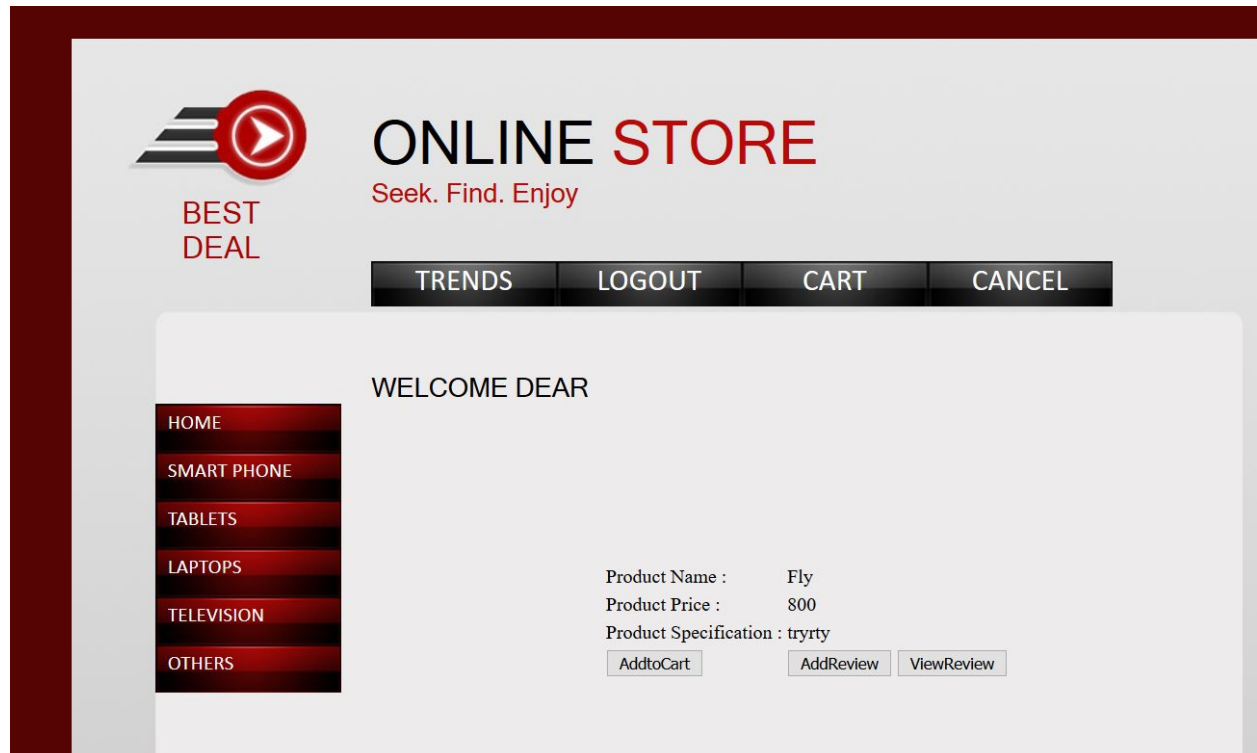 ONLINE STORE
Seek. Find. Enjoy
BEST
DEAL
TRENDS LOGOUT CART CANCEL
WELCOME DEAR
HOME
SMART PHONE
TABLETS
LAPTOPS
TELEVISION
OTHERS
Product Name : Fly
Product Price : 800
Product Specification : tryrty
AddtoCart AddReview ViewReview